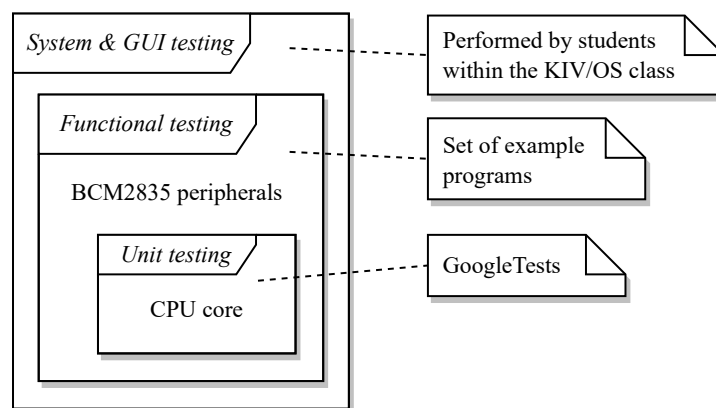 System & GUI testing
Performed by students
within the KIV/OS class
Functional testing
Set of example
programs
BCM2835 peripherals
Unit testing
GoogleTests
CPU core